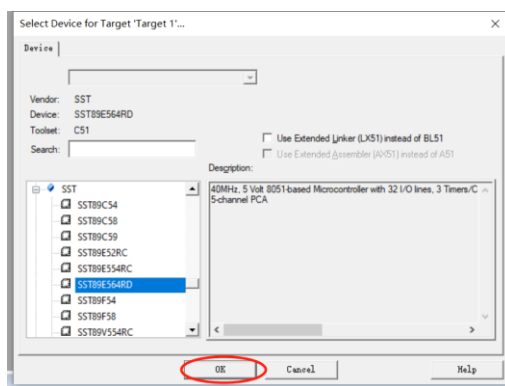 Select Device for Target 'Target 1'...
Device
Vendor: SST
Device: SST89E564RD
Toolset: C51
Search:
Use Extended Linker (LX51) instead of BL51
Use Extended Assembler (AX51) instead of A51
Description:
SST
SST89C54
SST89C58
SST89C59
SST89E52RC
SST89E554RC
SST89E564RD
SST89F54
SST89F58
SST89V554RC
40MHz, 5 Volt 8051-based Microcontroller with 32 I/O lines, 3 Timers/C
5-channel PCA
OK
Cancel
Help